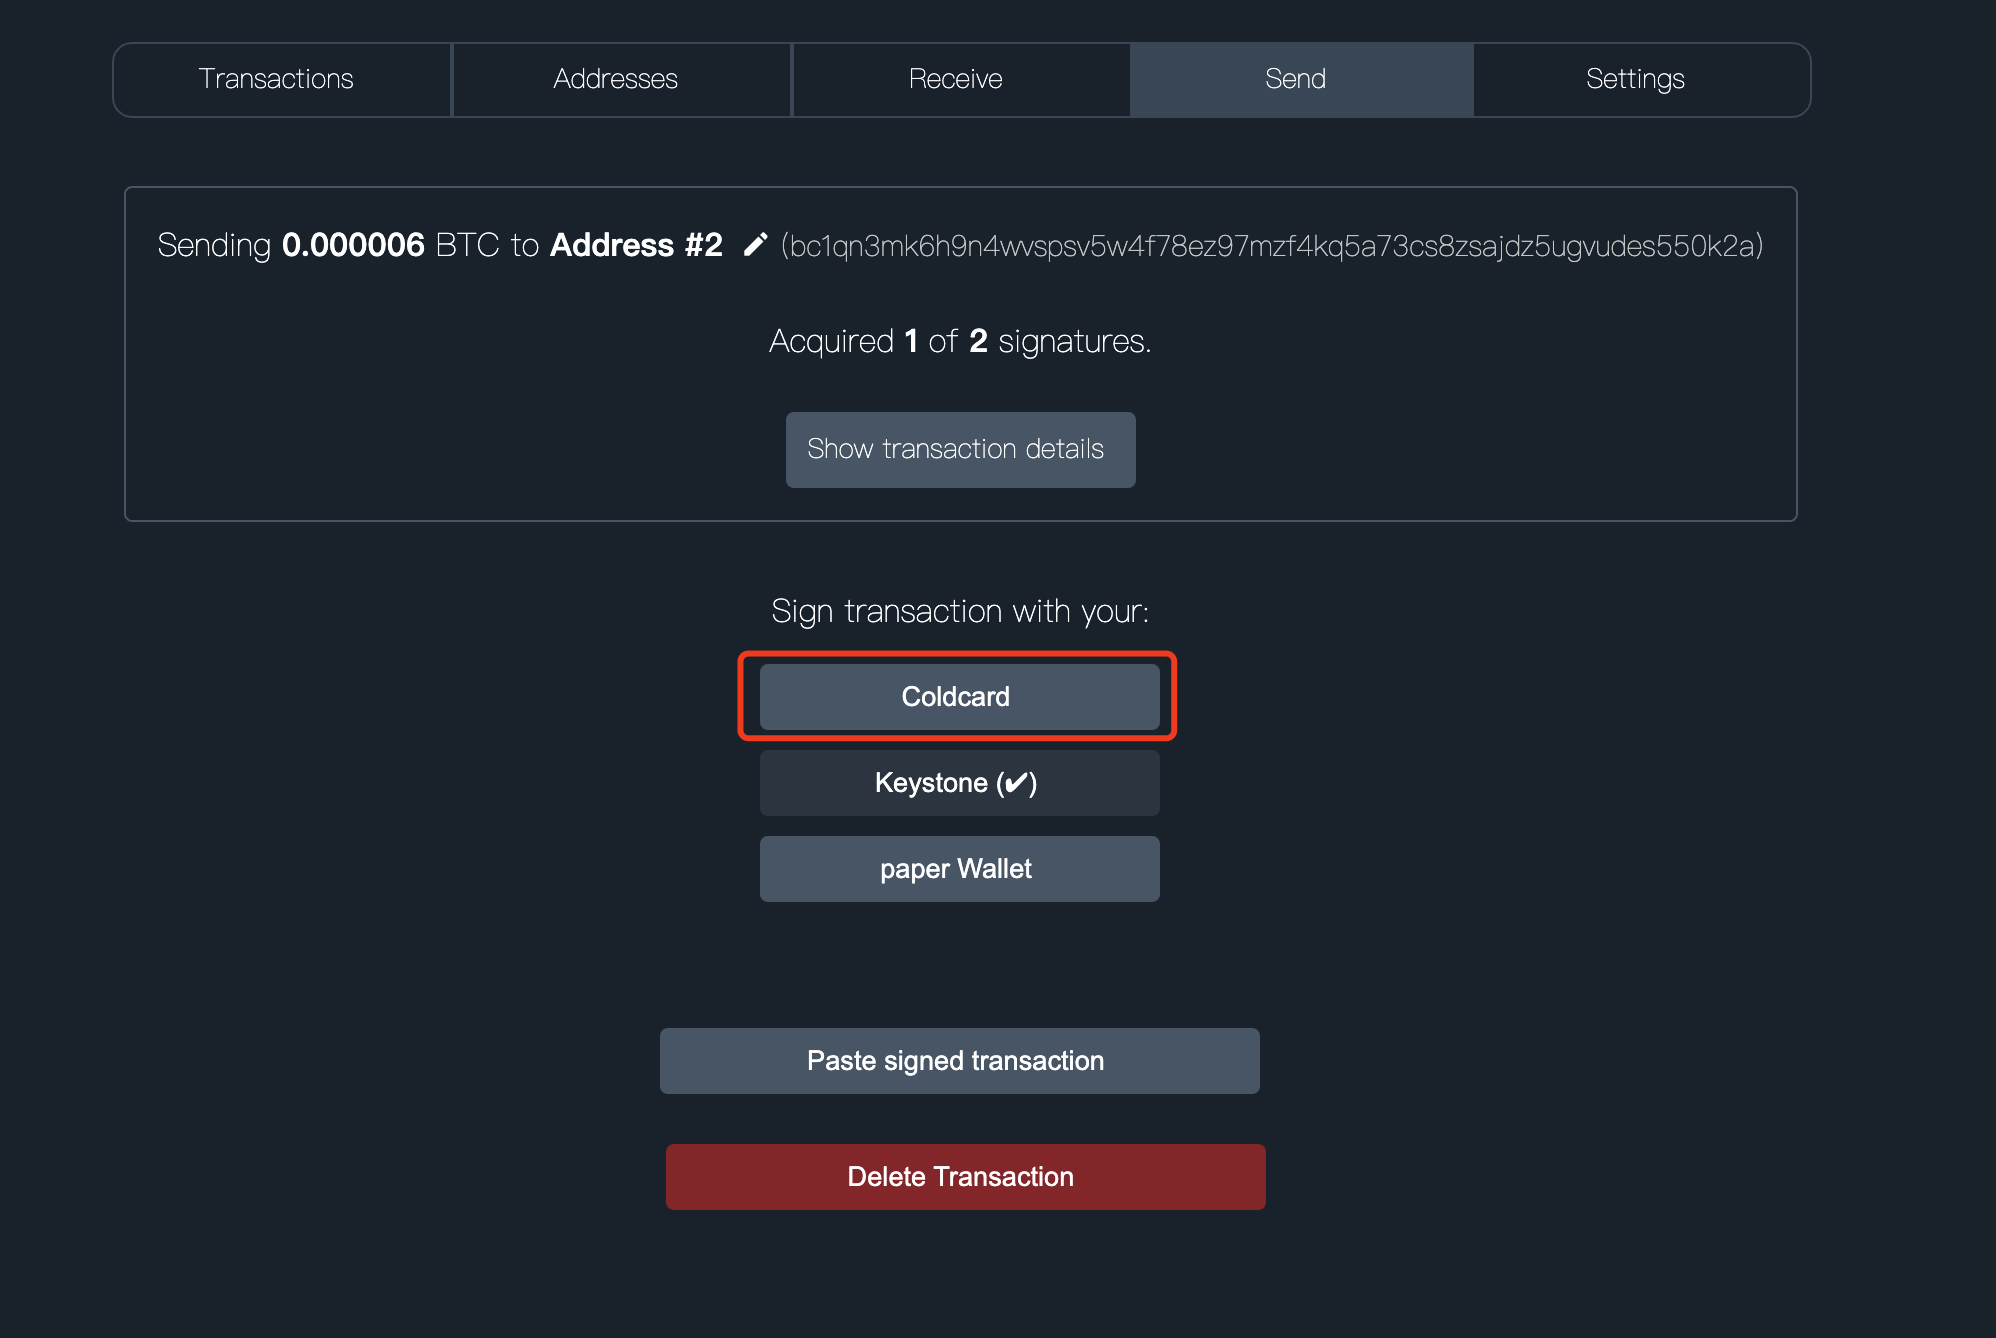 Transactions Addresses Receive Send Settings
Sending 0.000006 BTC to Address #2 (bc1qn3mk6h9n4wvspsv5w4f78ez97mzf4kq5a73cs8zsajdz5ugvudes550k2a)
Acquired 1 of 2 signatures.
Show transaction details
Sign transaction with your:
Coldcard
Keystone (✔)
paper Wallet
Paste signed transaction
Delete Transaction